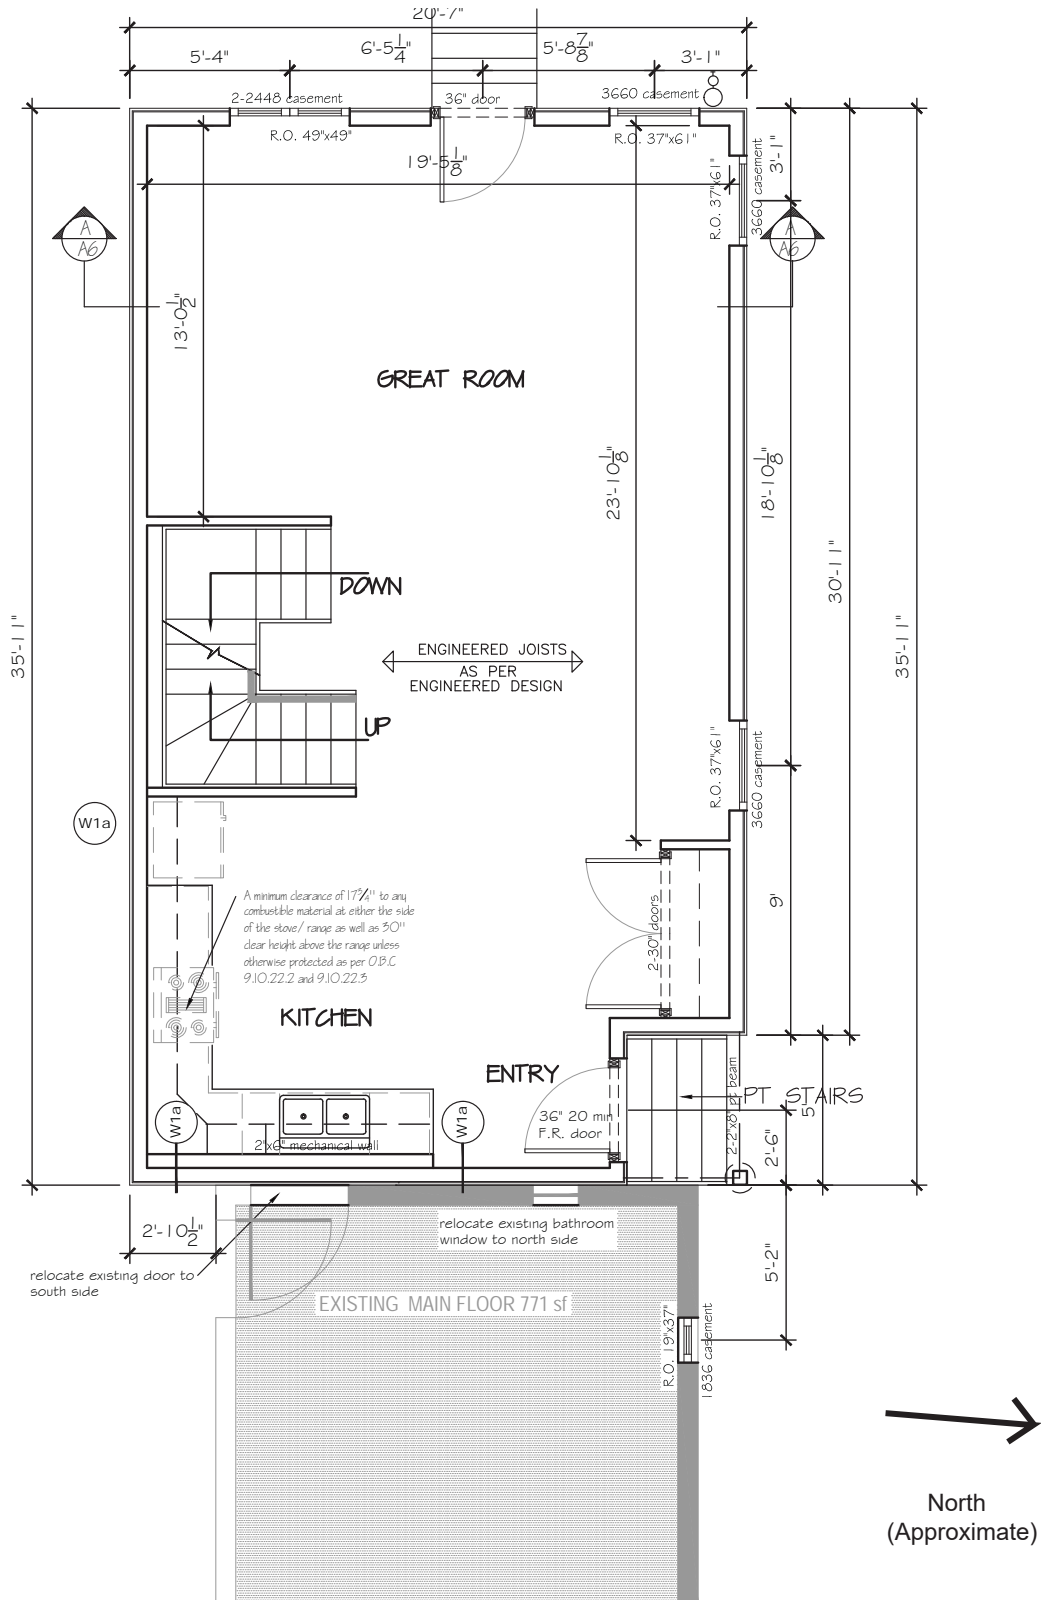 20'-7"
5'-4"
6'-5 1/4"
5'-8 7/8"
3'-1"
2-2448 casement
36" door
3660 casement
R.O. 49"x49"
R.O. 37"x61"
19'-5 1/8"
3'-1"
R.O. 37"x61"
3660 casement
A
A6
A
A6
13'-0 1/2"
GREAT ROOM
23'-10 1/8"
18'-10 1/8"
30'-11"
35'-11"
35'-11"
DOWN
ENGINEERED JOISTS
AS PER
ENGINEERED DESIGN
UP
R.O. 37"x61"
3660 casement
W1a
A minimum clearance of 17 3/4" to any
combustible material at either the side
of the stove/ range as well as 30"
clear height above the range unless
otherwise protected as per O.B.C
9.10.22.2 and 9.10.22.3
2-30" doors
9'
KITCHEN
ENTRY
36" 20 min
F.R. door
PT STAIRS
2-2"x8" pt beam
5'
2'-6"
W1a
W1a
2"x6" mechanical wall
2'-10 1/2"
relocate existing door to
south side
relocate existing bathroom
window to north side
5'-2"
EXISTING MAIN FLOOR 771 sf
R.O. 19"x37"
1836 casement
North
(Approximate)